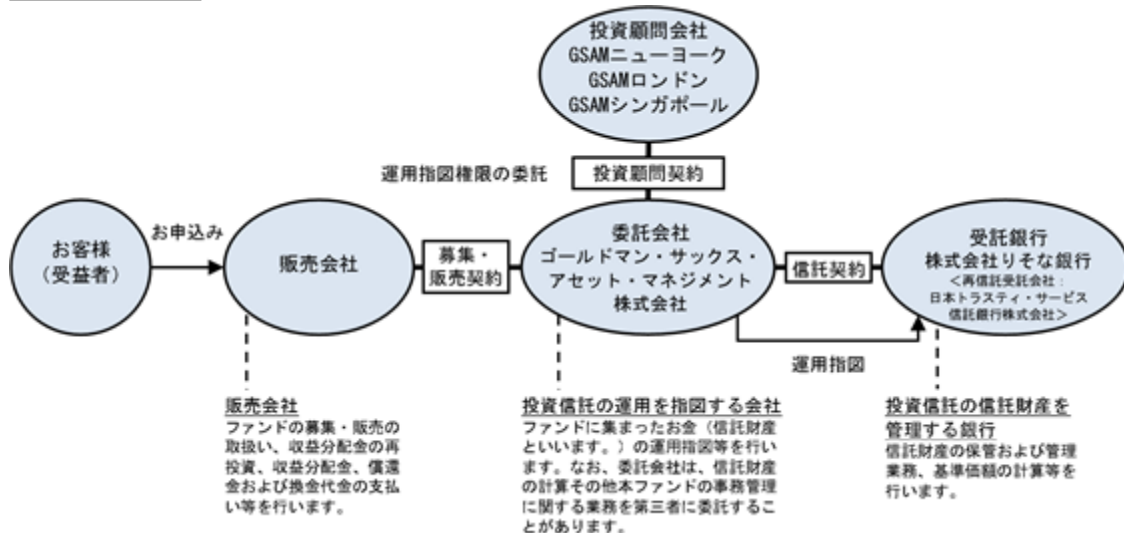 投資顧問会社
GSAMニューヨーク
GSAMロンドン
GSAMシンガポール
運用指図権限の委託
投資顧問契約
お客様
（受益者）
お申込み
販売会社
募集・
販売契約
委託会社
ゴールドマン・サックス・
アセット・マネジメント
株式会社
信託契約
受託銀行
株式会社りそな銀行
＜再信託受託会社：
日本トラスティ・サービス
信託銀行株式会社＞
運用指図
販売会社
ファンドの募集・販売の
取扱い、収益分配金の再
投資、収益分配金、償還
金および換金代金の支払
い等を行います。
投資信託の運用を指図する会社
ファンドに集まったお金（信託財産
といいます。）の運用指図等を行い
ます。なお、委託会社は、信託財産
の計算その他本ファンドの事務管理
に関する業務を第三者に委託するこ
とがあります。
投資信託の信託財産を
管理する銀行
信託財産の保管および管理
業務、基準価額の計算等を
行います。